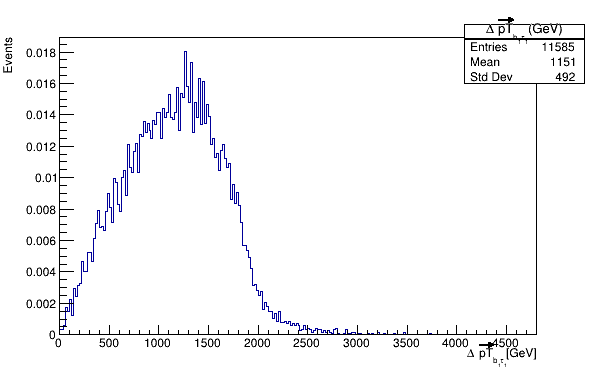 Δ pT b₁τ₁ (GeV)
Entries 11585
Mean 1151
Std Dev 492
Events
0.018
0.016
0.014
0.012
0.01
0.008
0.006
0.004
0.002
0
0 500 1000 1500 2000 2500 3000 3500 4000 4500
Δ pT b₁τ₁ [GeV]